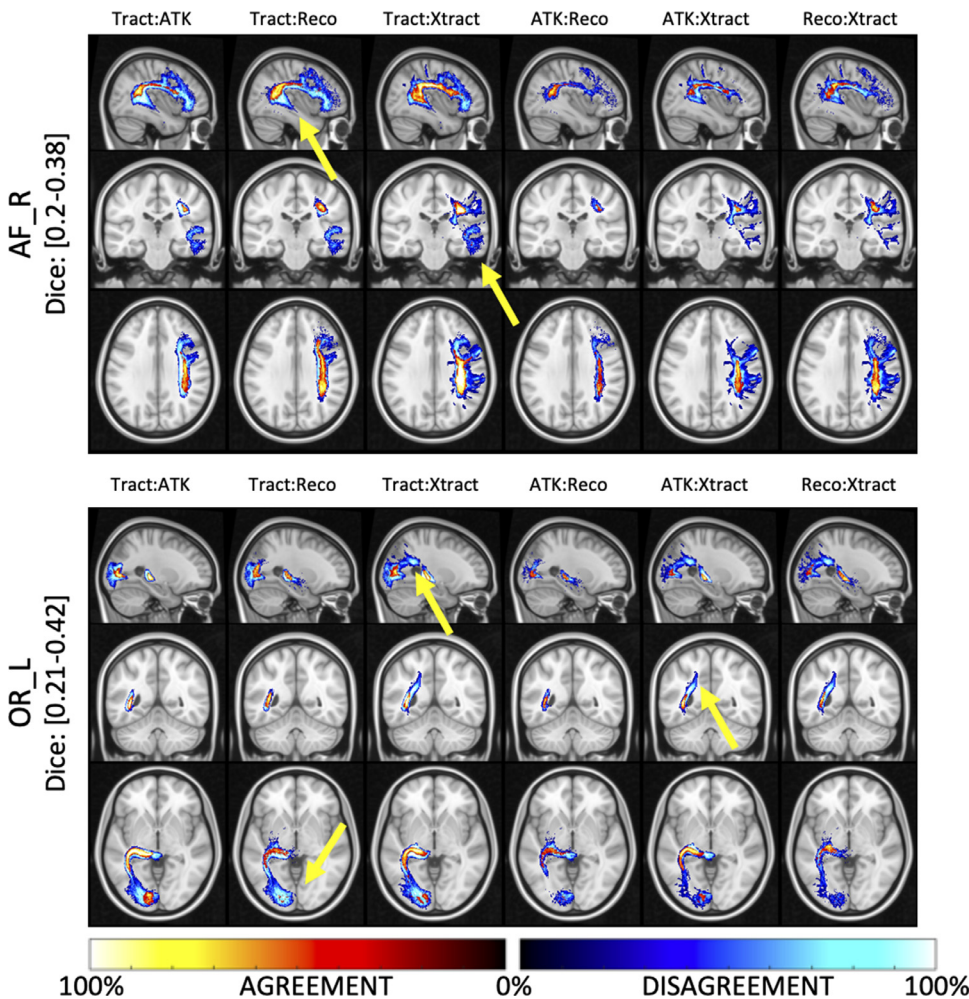 Tract:ATK Tract:Reco Tract:Xtract ATK:Reco ATK:Xtract Reco:Xtract
AF_R
Dice: [0.2-0.38]
Tract:ATK Tract:Reco Tract:Xtract ATK:Reco ATK:Xtract Reco:Xtract
OR_L
Dice: [0.21-0.42]
100% AGREEMENT 0% DISAGREEMENT 100%